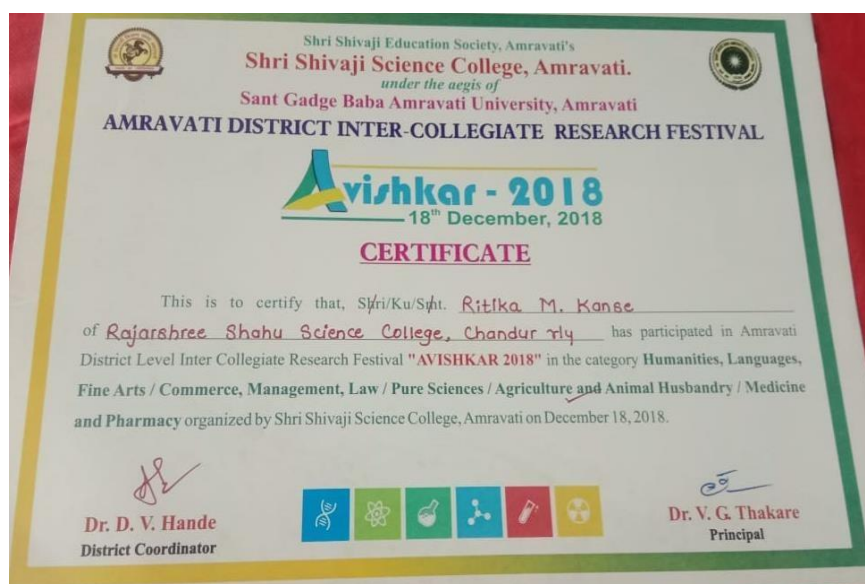 Shri Shivaji Education Society, Amravati's
Shri Shivaji Science College, Amravati.
under the aegis of
Sant Gadge Baba Amravati University, Amravati
AMRAVATI DISTRICT INTER-COLLEGIATE RESEARCH FESTIVAL
Avishkar - 2018
18th December, 2018
CERTIFICATE
This is to certify that, Shri/Ku/Smt. Ritika M. Kanse
of Rajarshree Shahu Science College, Chandur rly has participated in Amravati
District Level Inter Collegiate Research Festival "AVISHKAR 2018" in the category Humanities, Languages,
Fine Arts / Commerce, Management, Law / Pure Sciences / Agriculture and Animal Husbandry / Medicine
and Pharmacy organized by Shri Shivaji Science College, Amravati on December 18, 2018.
Dr. D. V. Hande
District Coordinator
Dr. V. G. Thakare
Principal